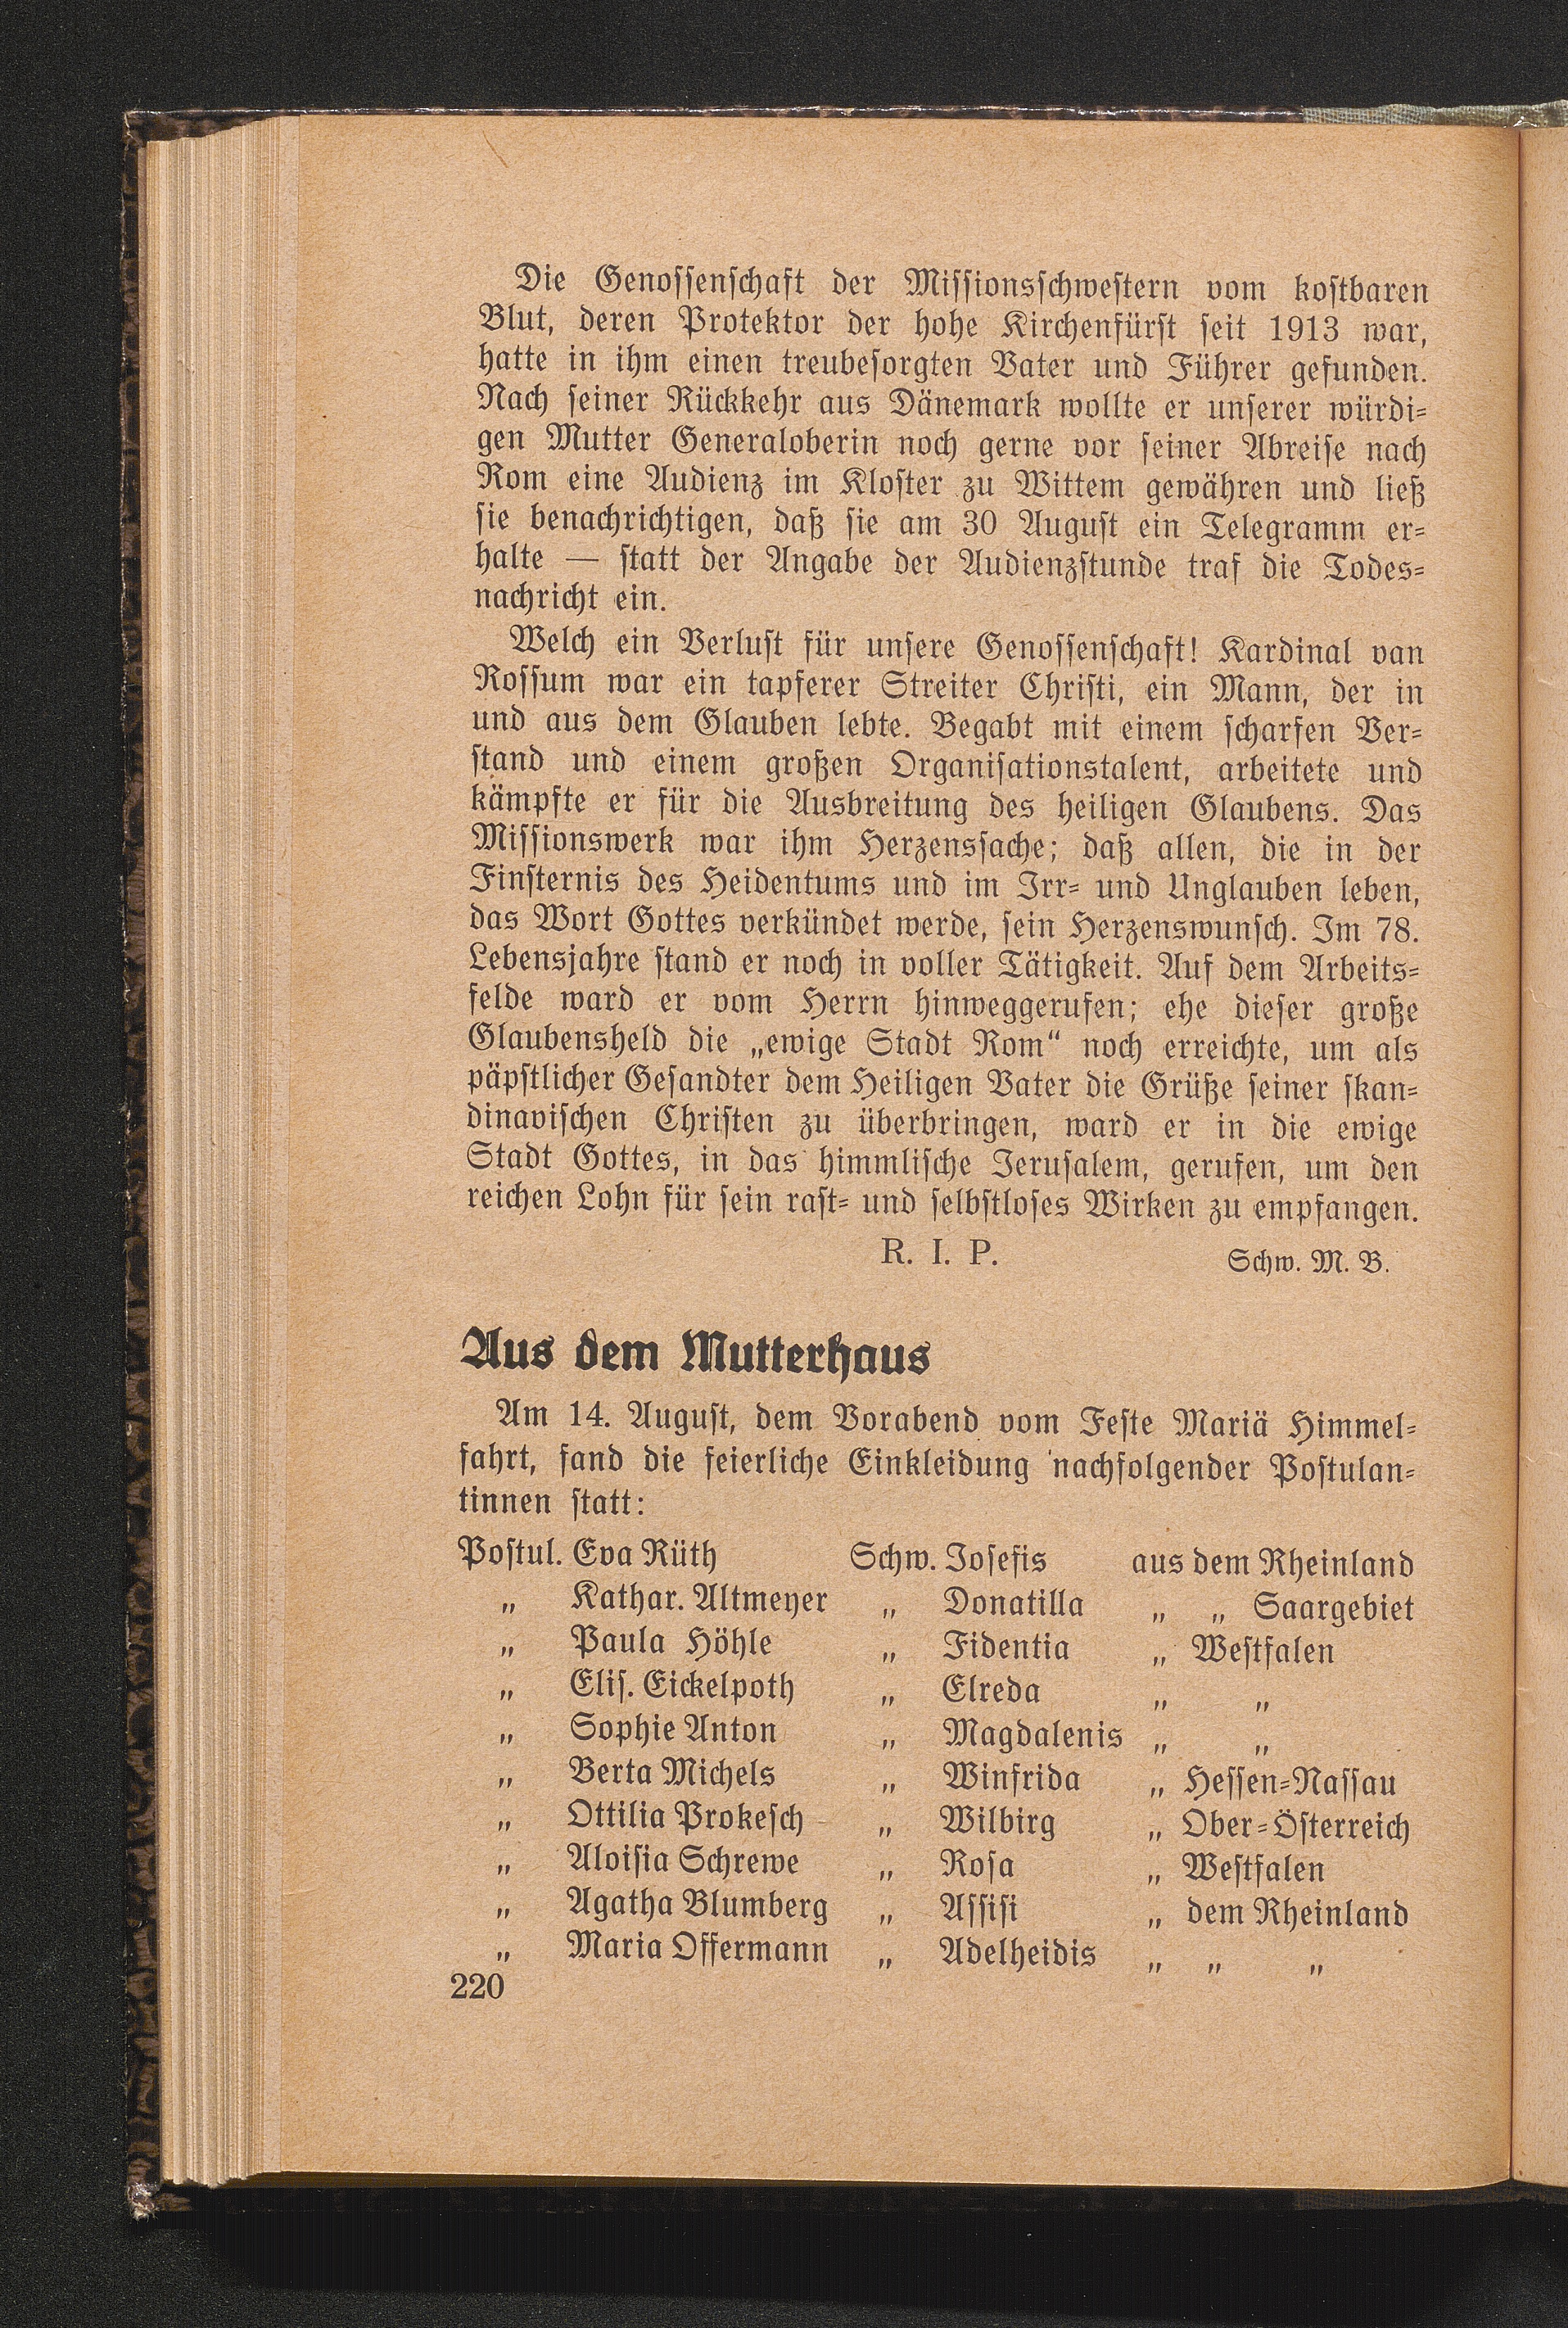 Die Genossenschaft der Missionsschwestern vom kostbaren
Blut, deren Protektor der hohe Kirchenfürst seit 1913 war,
hatte in ihm einen treubesorgten Vater und Führer gefunden.
Nach seiner Rückkehr aus Dänemark wollte er unserer würdi-
gen Mutter Generaloberin noch gerne vor seiner Abreise nach
Rom eine Audienz im Kloster zu Wittem gewähren und ließ
sie benachrichtigen, daß sie am 30 August ein Telegramm er-
halte — statt der Angabe der Audienzstunde traf die Todes-
nachricht ein.
Welch ein Verlust für unsere Genossenschaft! Kardinal van
Rossum war ein tapferer Streiter Christi, ein Mann, der in
und aus dem Glauben lebte. Begabt mit einem scharfen Ver-
stand und einem großen Organisationstalent, arbeitete und
kämpfte er für die Ausbreitung des heiligen Glaubens. Das
Missionswerk war ihm Herzenssache; daß allen, die in der
Finsternis des Heidentums und im Irr- und Unglauben leben,
das Wort Gottes verkündet werde, sein Herzenswunsch. Im 78.
Lebensjahre stand er noch in voller Tätigkeit. Auf dem Arbeits-
felde ward er vom Herrn hinweggerufen; ehe dieser große
Glaubensheld die „ewige Stadt Rom“ noch erreichte, um als
päpstlicher Gesandter dem Heiligen Vater die Grüße seiner skan-
dinavischen Christen zu überbringen, ward er in die ewige
Stadt Gottes, in das himmlische Jerusalem, gerufen, um den
reichen Lohn für sein rast- und selbstloses Wirken zu empfangen.
R. I. P. Schw. M. B.
Aus dem Mutterhaus
Am 14. August, dem Vorabend vom Feste Mariä Himmel-
fahrt, fand die feierliche Einkleidung nachfolgender Postulan-
tinnen statt:
Postul. Eva Rüth Schw. Josefis aus dem Rheinland
„ Kathar. Altmeyer „ Donatilla „ „ Saargebiet
„ Paula Höhle „ Fidentia „ Westfalen
„ Elis. Eickelpoth „ Elreda „ „
„ Sophie Anton „ Magdalenis „ „
„ Berta Michels „ Winfrida „ Hessen-Nassau
„ Ottilia Prokesch „ Wilbirg „ Ober-Österreich
„ Aloisia Schrewe „ Rosa „ Westfalen
„ Agatha Blumberg „ Assisi „ dem Rheinland
„ Maria Offermann „ Adelheidis „ „ „
220